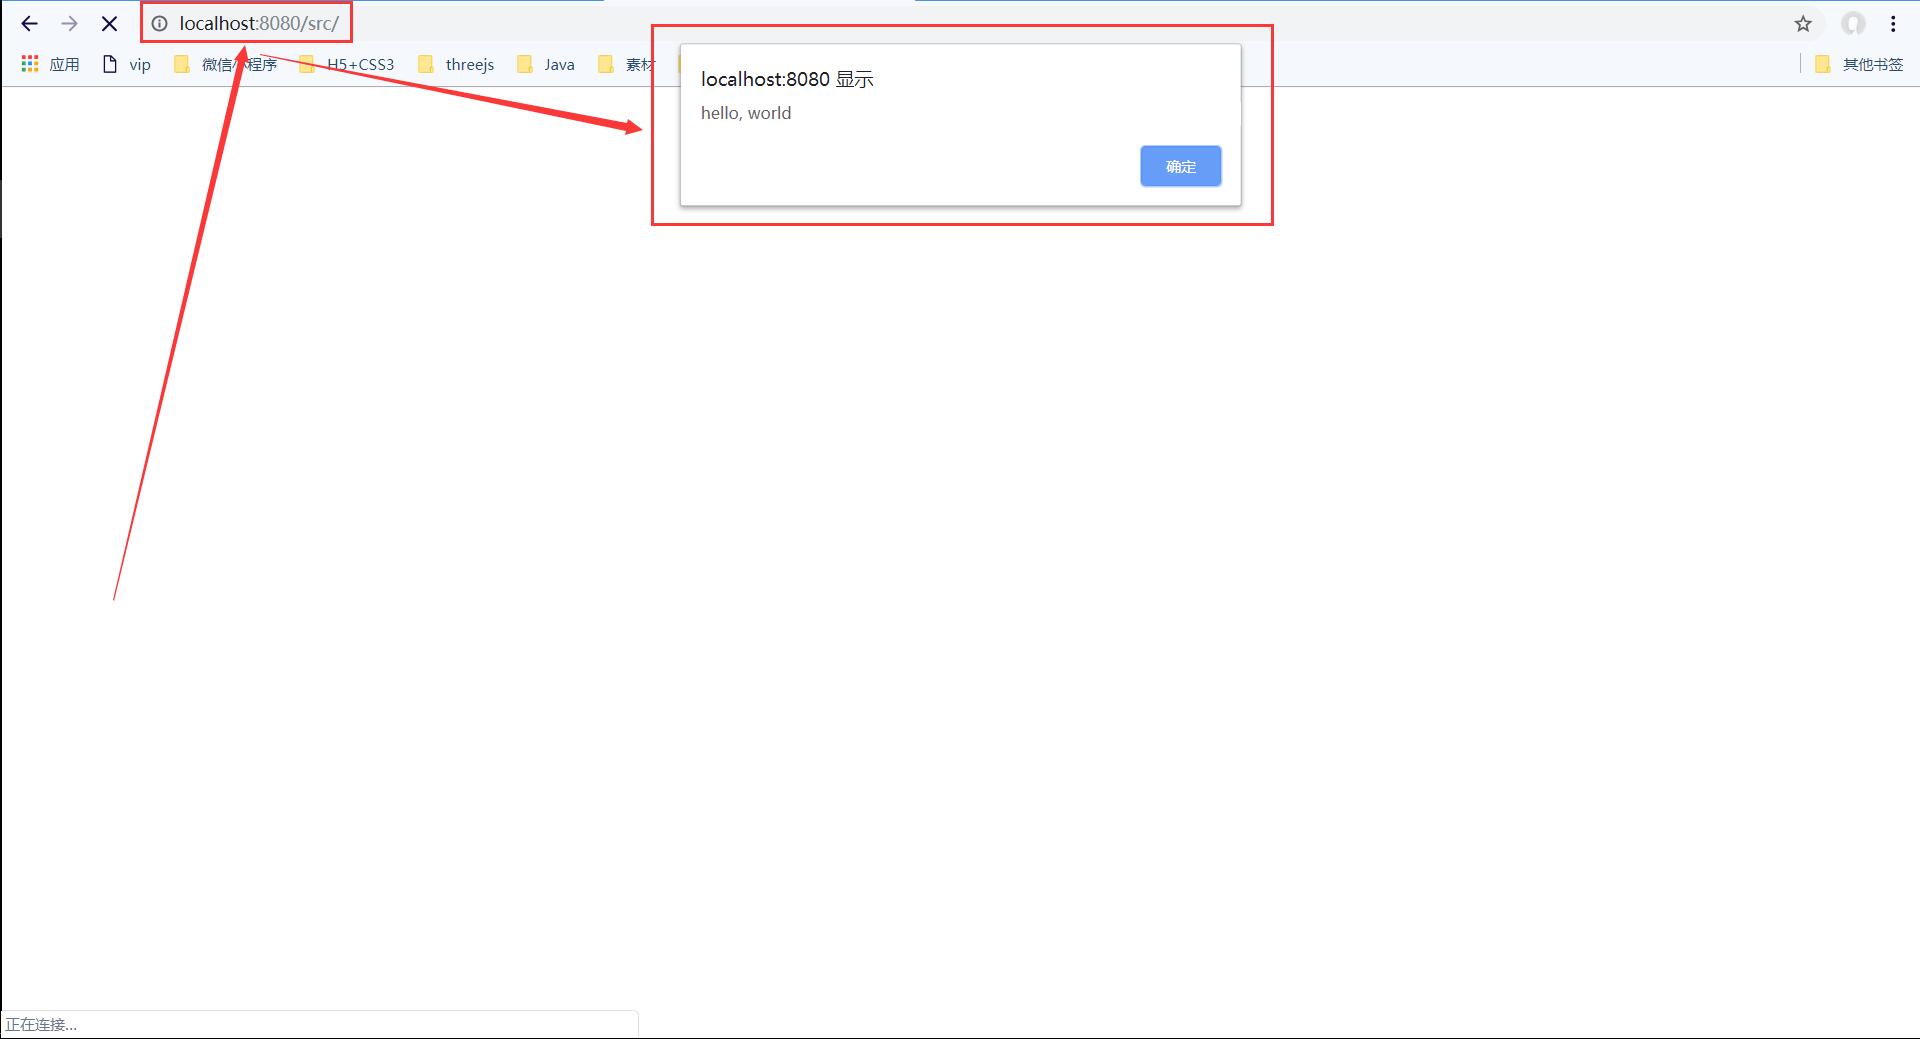 localhost:8080/src/
应用 vip 微信小程序 H5+CSS3 threejs Java 素材 其他书签
localhost:8080 显示
hello, world
确定
正在连接...